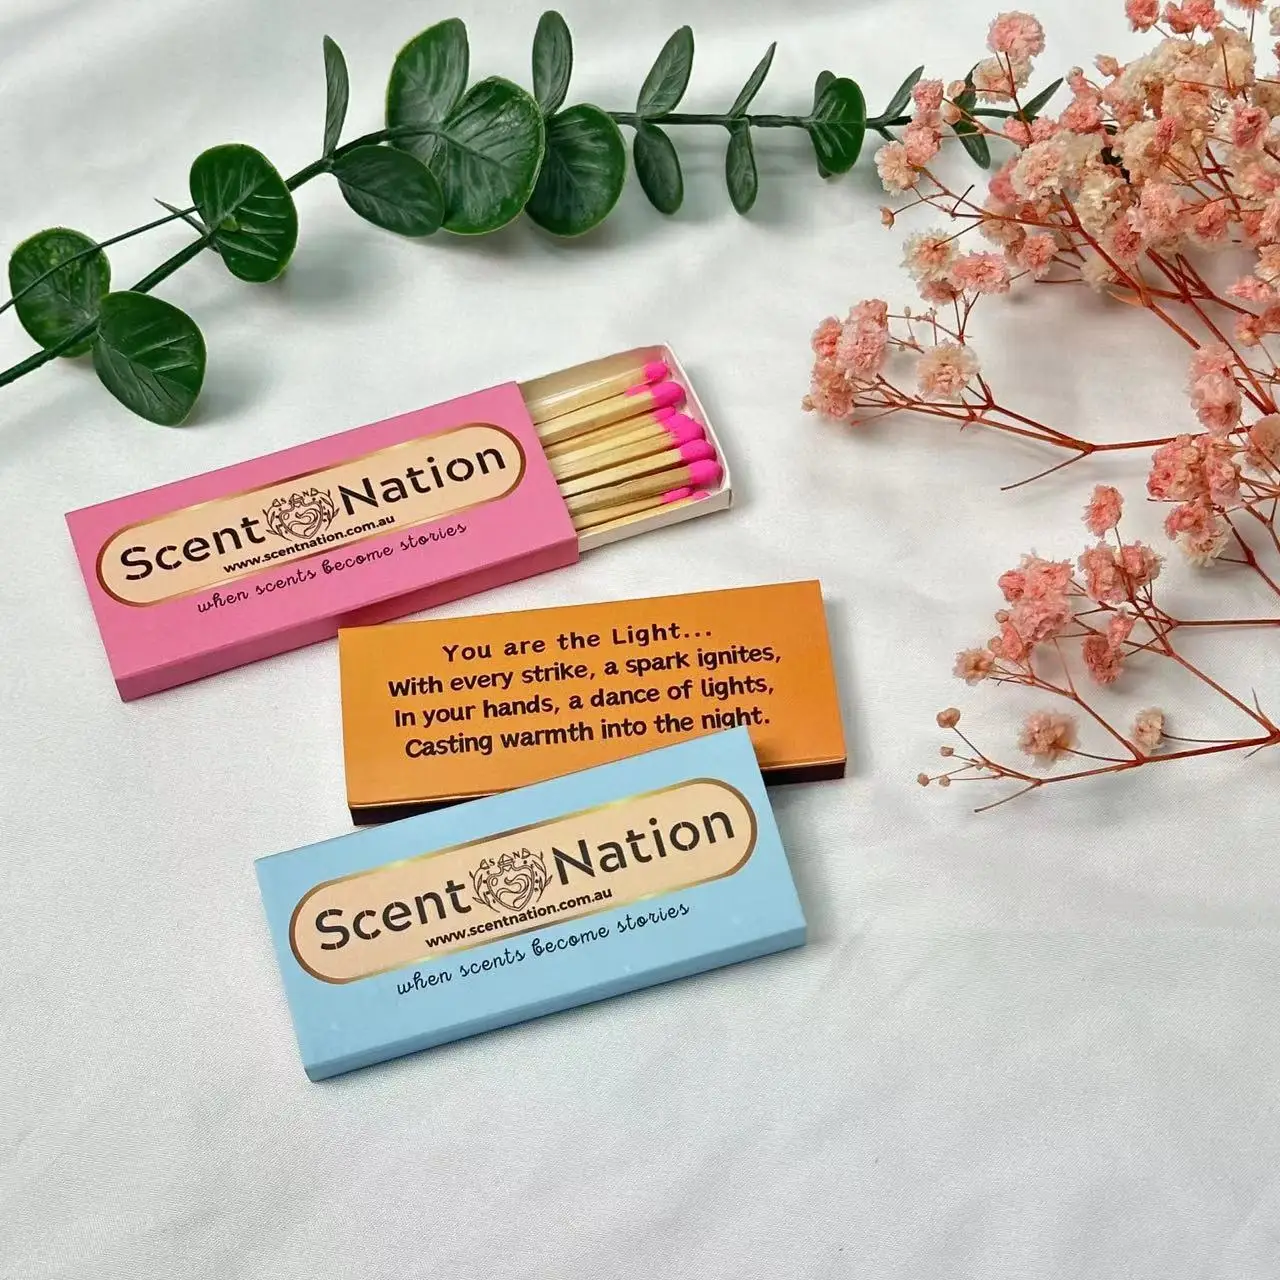 Scent Nation
www.scentnation.com.au
when scents become stories
You are the Light...
With every strike, a spark ignites,
In your hands, a dance of lights,
Casting warmth into the night.
Scent Nation
www.scentnation.com.au
when scents become stories